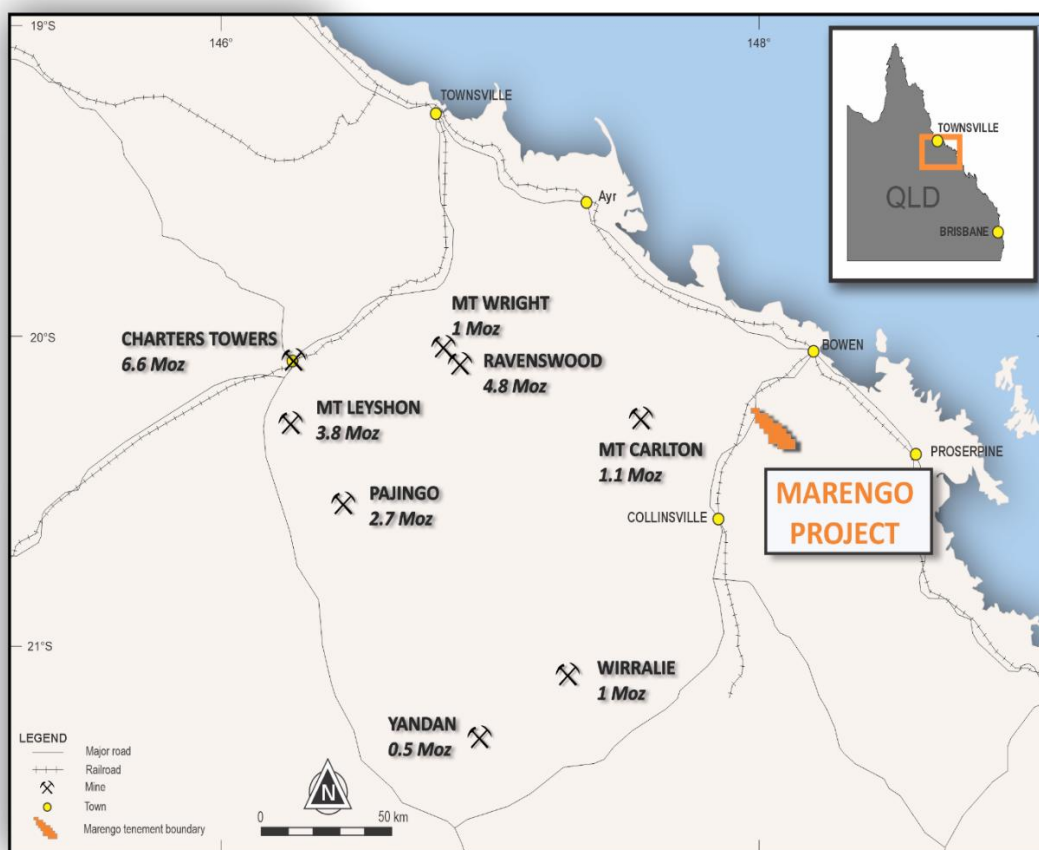 19°S
146°
148°
TOWNSVILLE
Ayr
TOWNSVILLE
QLD
BRISBANE
20°S
MT WRIGHT
1 Moz
CHARTERS TOWERS
6.6 Moz
RAVENSWOOD
4.8 Moz
BOWEN
MT LEYSHON
3.8 Moz
MT CARLTON
1.1 Moz
PROSERPINE
PAJINGO
2.7 Moz
COLLINSVILLE
MARENGO
PROJECT
21°S
WIRRALIE
1 Moz
YANDAN
0.5 Moz
LEGEND
Major road
Railroad
Mine
Town
Marengo tenement boundary
N
0 50 km